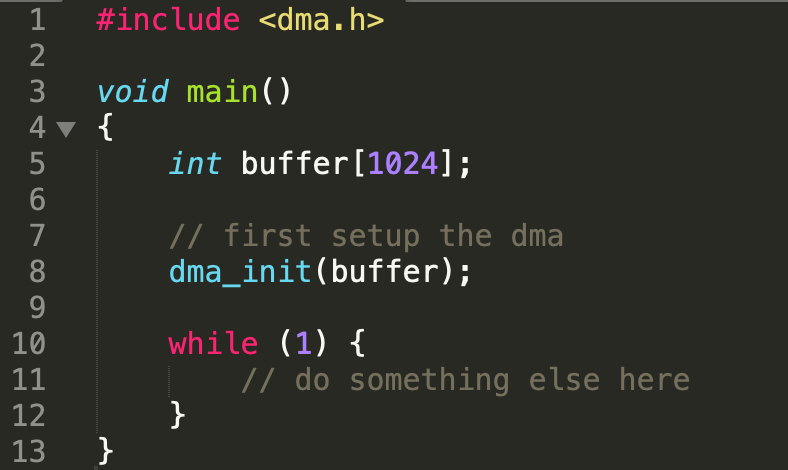 1 #include <dma.h>
2
3 void main()
4 {
5 int buffer[1024];
6
7 // first setup the dma
8 dma_init(buffer);
9
10 while (1) {
11 // do something else here
12 }
13 }